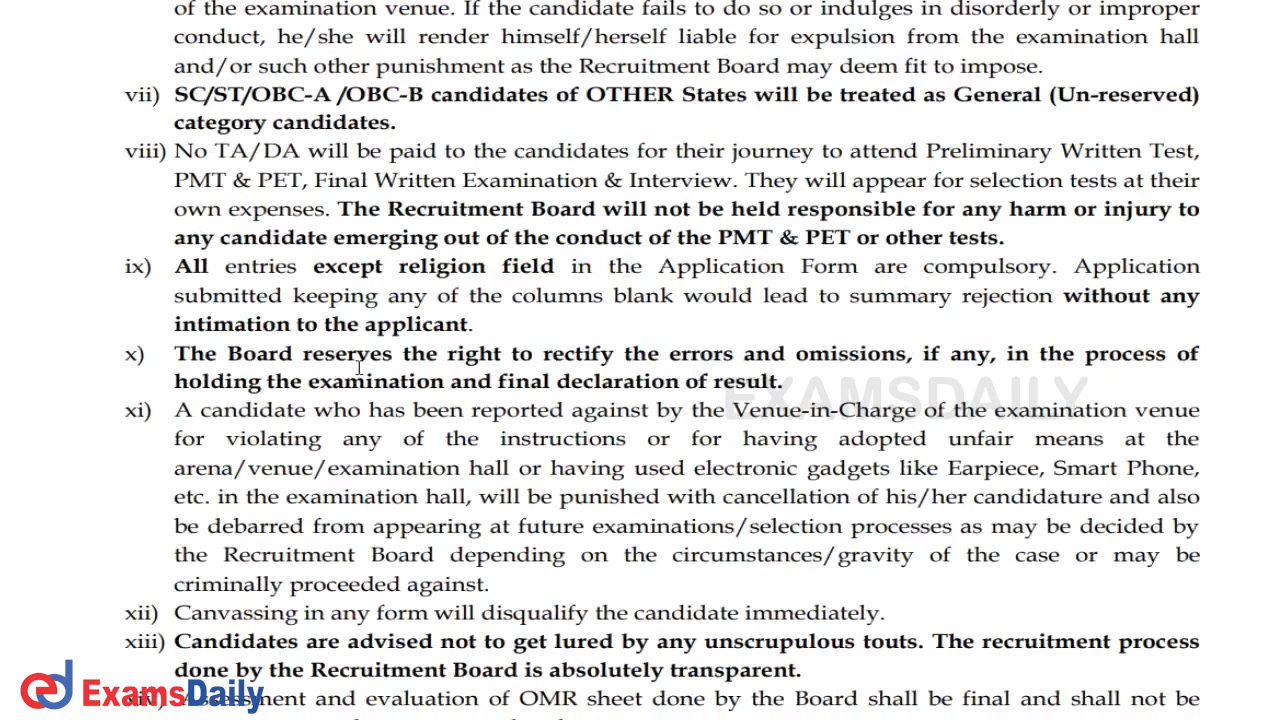 of the examination venue. If the candidate fails to do so or indulges in disorderly or improper
conduct, he/she will render himself/herself liable for expulsion from the examination hall
and/or such other punishment as the Recruitment Board may deem fit to impose.
vii) SC/ST/OBC-A /OBC-B candidates of OTHER States will be treated as General (Un-reserved)
category candidates.
viii) No TA/DA will be paid to the candidates for their journey to attend Preliminary Written Test,
PMT & PET, Final Written Examination & Interview. They will appear for selection tests at their
own expenses. The Recruitment Board will not be held responsible for any harm or injury to
any candidate emerging out of the conduct of the PMT & PET or other tests.
ix) All entries except religion field in the Application Form are compulsory. Application
submitted keeping any of the columns blank would lead to summary rejection without any
intimation to the applicant.
x) The Board reserves the right to rectify the errors and omissions, if any, in the process of
holding the examination and final declaration of result.
EXAMSDAILY
xi) A candidate who has been reported against by the Venue-in-Charge of the examination venue
for violating any of the instructions or for having adopted unfair means at the
arena/venue/examination hall or having used electronic gadgets like Earpiece, Smart Phone,
etc. in the examination hall, will be punished with cancellation of his/her candidature and also
be debarred from appearing at future examinations/selection processes as may be decided by
the Recruitment Board depending on the circumstances/gravity of the case or may be
criminally proceeded against.
xii) Canvassing in any form will disqualify the candidate immediately.
xiii) Candidates are advised not to get lured by any unscrupulous touts. The recruitment process
done by the Recruitment Board is absolutely transparent.
xiv) Assessment and evaluation of OMR sheet done by the Board shall be final and shall not be
ed ExamsDaily